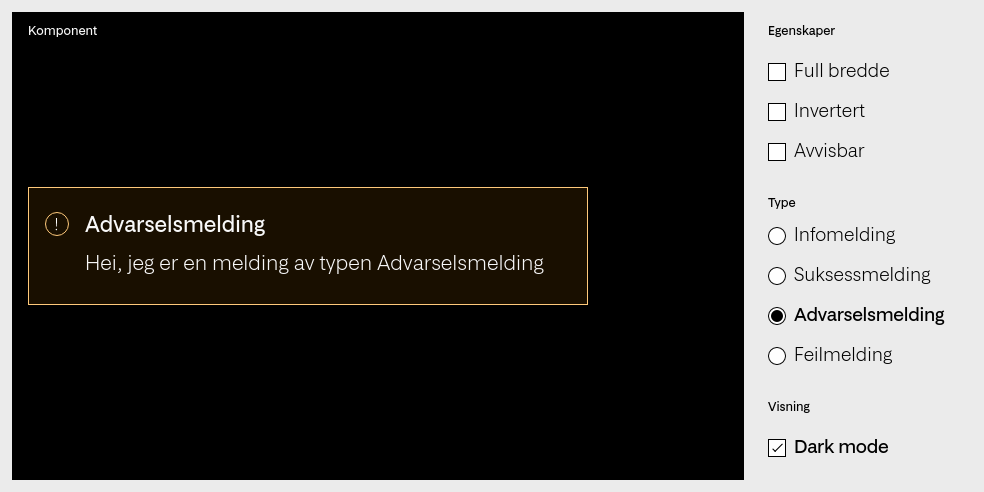 Komponent
Advarselsmelding
Hei, jeg er en melding av typen Advarselsmelding
Egenskaper
Full bredde
Invertert
Avvisbar
Type
Infomelding
Suksessmelding
Advarselsmelding
Feilmelding
Visning
Dark mode